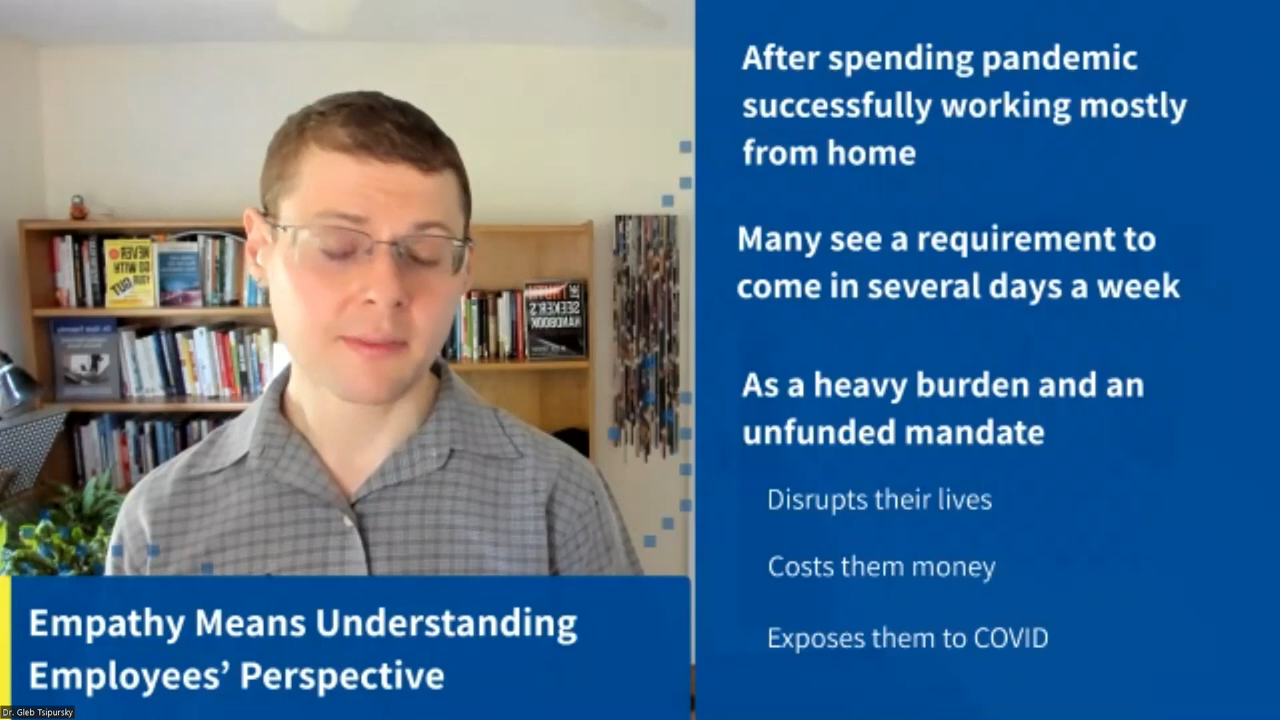 After spending pandemic
successfully working mostly
from home
Many see a requirement to
come in several days a week
As a heavy burden and an
unfunded mandate
Disrupts their lives
Costs them money
Exposes them to COVID
NEVER
GO WITH
YOUR
GUT
SEEKER'S
HANDBOOK
Empathy Means Understanding
Employees’ Perspective
Dr. Gleb Tsipursky